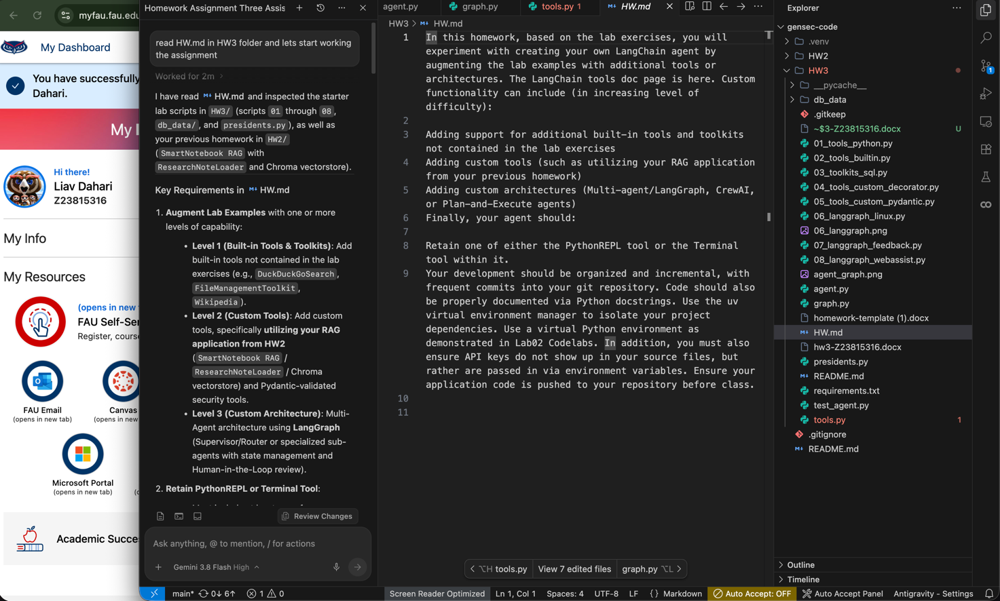 myfau.fau.edu
My Dashboard
You have successfully
Dahari.
My
Hi there!
Liav Dahari
Z23815316
My Info
My Resources
(opens in new
FAU Self-Ser
Register, course
FAU Email
(opens in new tab)
Canvas
(opens in new
Microsoft Portal
(opens in new tab)
Academic Succe
Homework Assignment Three Assis
read HW.md in HW3 folder and lets start working
the assignment
Worked for 2m >
I have read HW.md and inspected the starter
lab scripts in HW3/ (scripts 01 through 08,
db_data/, and presidents.py), as well as
your previous homework in HW2/
(SmartNotebook RAG with
ResearchNoteLoader and Chroma vectorstore).
Key Requirements in HW.md
1. Augment Lab Examples with one or more
levels of capability:
• Level 1 (Built-in Tools & Toolkits): Add
built-in tools not contained in the lab
exercises (e.g., DuckDuckGoSearch,
FileManagementToolkit,
Wikipedia).
• Level 2 (Custom Tools): Add custom
tools, specifically utilizing your RAG
application from HW2
(SmartNotebook RAG /
ResearchNoteLoader / Chroma
vectorstore) and Pydantic-validated
security tools.
• Level 3 (Custom Architecture): Multi-
Agent architecture using LangGraph
(Supervisor/Router or specialized sub-
agents with state management and
Human-in-the-Loop review).
2. Retain PythonREPL or Terminal Tool:
Review Changes
Ask anything, @ to mention, / for actions
Gemini 3.8 Flash High
agent.py
graph.py
tools.py 1
HW.md
HW3 > HW.md
1 In this homework, based on the lab exercises, you will
experiment with creating your own LangChain agent by
augmenting the lab examples with additional tools or
architectures. The LangChain tools doc page is here. Custom
functionality can include (in increasing level of
difficulty):
2
3 Adding support for additional built-in tools and toolkits
not contained in the lab exercises
4 Adding custom tools (such as utilizing your RAG application
from your previous homework)
5 Adding custom architectures (Multi-agent/LangGraph, CrewAI,
or Plan-and-Execute agents)
6 Finally, your agent should:
7
8 Retain one of either the PythonREPL tool or the Terminal
tool within it.
9 Your development should be organized and incremental, with
frequent commits into your git repository. Code should also
be properly documented via Python docstrings. Use the uv
virtual environment manager to isolate your project
dependencies. Use a virtual Python environment as
demonstrated in Lab02 Codelabs. In addition, you must also
ensure API keys do not show up in your source files, but
rather are passed in via environment variables. Ensure your
application code is pushed to your repository before class.
10
11
< ⌥H tools.py
View 7 edited files
graph.py ⌥L >
Explorer
gensec-code
.venv
HW2
HW3
__pycache__
db_data
.gitkeep
~$3-Z23815316.docx U
01_tools_python.py
02_tools_builtin.py
03_toolkits_sql.py
04_tools_custom_decorator.py
05_tools_custom_pydantic.py
06_langgraph_linux.py
06_langgraph.png
07_langgraph_feedback.py
08_langgraph_webassist.py
agent_graph.png
agent.py
graph.py
homework-template (1).docx
HW.md
hw3-Z23815316.docx
presidents.py
README.md
requirements.txt
test_agent.py
tools.py 1
.gitignore
README.md
Outline
Timeline
1
main* 0↓ 6↑ 1 0
Screen Reader Optimized
Ln 1, Col 1
Spaces: 4
UTF-8
LF
{} Markdown
Auto Accept: OFF
Auto Accept Panel
Antigravity - Settings